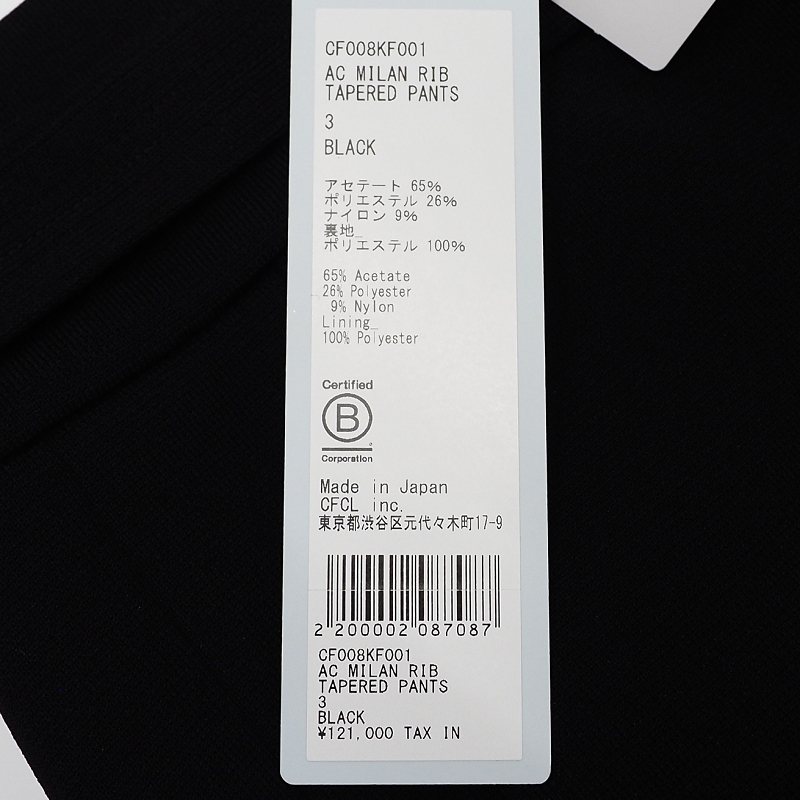 CF008KF001
AC MILAN RIB
TAPERED PANTS
3
BLACK
アセテート 65%
ポリエステル 26%
ナイロン 9%
裏地_
ポリエステル 100%
65% Acetate
26% Polyester
9% Nylon
Lining_
100% Polyester
Certified
B
Corporation
Made in Japan
CFCL inc.
東京都渋谷区元代々木町17-9
2 200002 087087
CF008KF001
AC MILAN RIB
TAPERED PANTS
3
BLACK
¥121,000 TAX IN